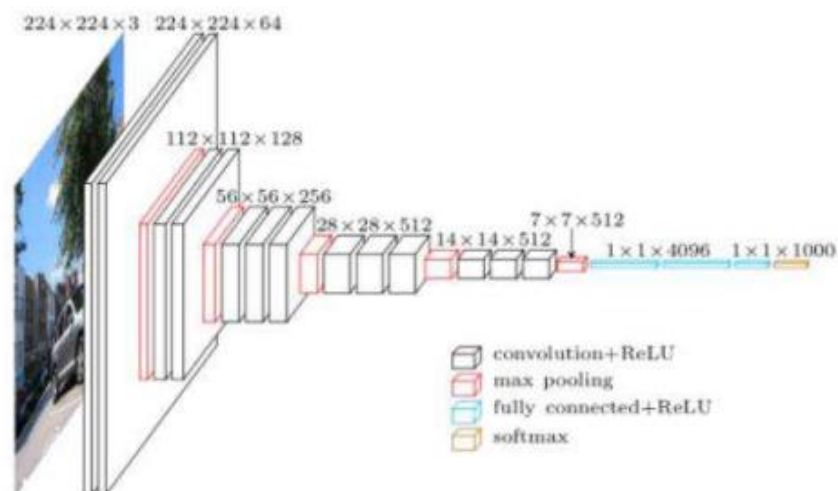 224×224×3 224×224×64
112×112×128
56×56×256
28×28×512
14×14×512
7×7×512
1×1×4096 1×1×1000
convolution+ReLU
max pooling
fully connected+ReLU
softmax